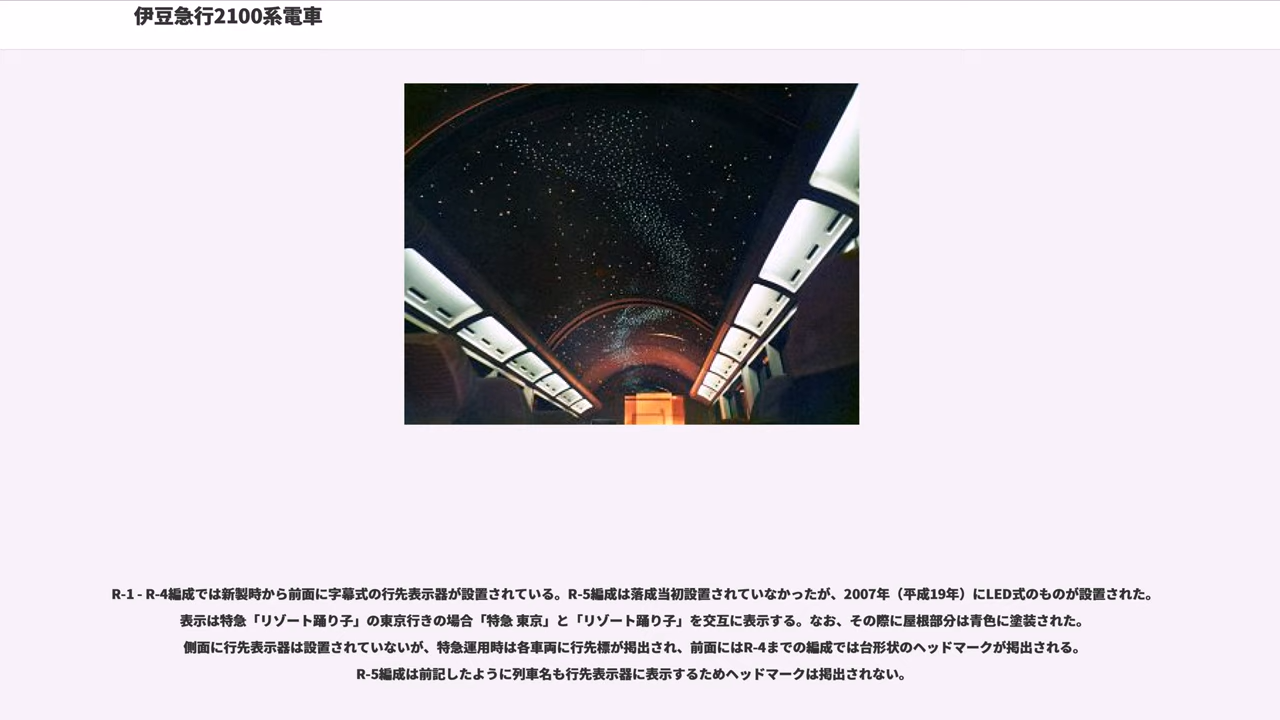 伊豆急行2100系電車
R-1 - R-4編成では新製時から前面に字幕式の行先表示器が設置されている。R-5編成は落成当初設置されていなかったが、2007年（平成19年）にLED式のものが設置された。
表示は特急「リゾート踊り子」の東京行きの場合「特急 東京」と「リゾート踊り子」を交互に表示する。なお、その際に屋根部分は青色に塗装された。
側面に行先表示器は設置されていないが、特急運用時は各車両に行先標が掲出され、前面にはR-4までの編成では台形状のヘッドマークが掲出される。
R-5編成は前記したように列車名も行先表示器に表示するためヘッドマークは掲出されない。